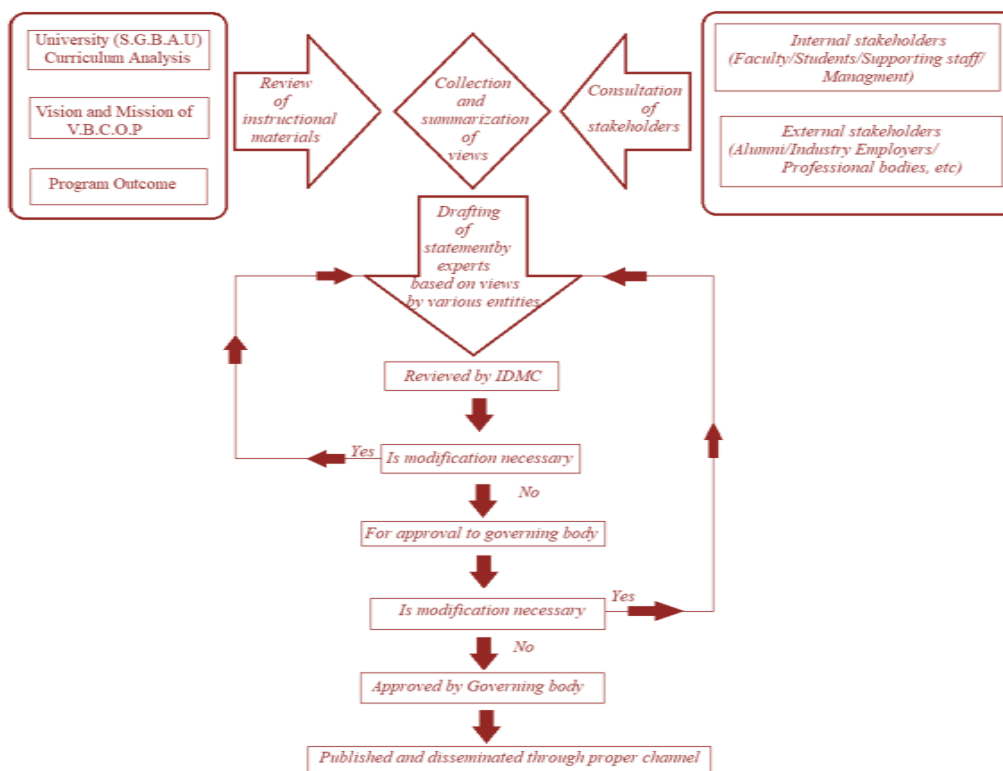 University (S.G.B.A.U)
Curriculum Analysis
Vision and Mission of
V.B.C.O.P
Program Outcome
Review
of
instructional
materials
Collection
and
summarization
of
views
Consultation
of
stakeholders
Internal stakeholders
(Faculty/Students/Supporting staff/
Managment)
External stakeholders
(Alumni/Industry Employers/
Professional bodies, etc)
Drafting
of
statementby
experts
based on views
by various entities
Reviewed by IDMC
Yes
Is modification necessary
No
For approval to governing body
Yes
Is modification necessary
No
Approved by Governing body
Published and disseminated through proper channel